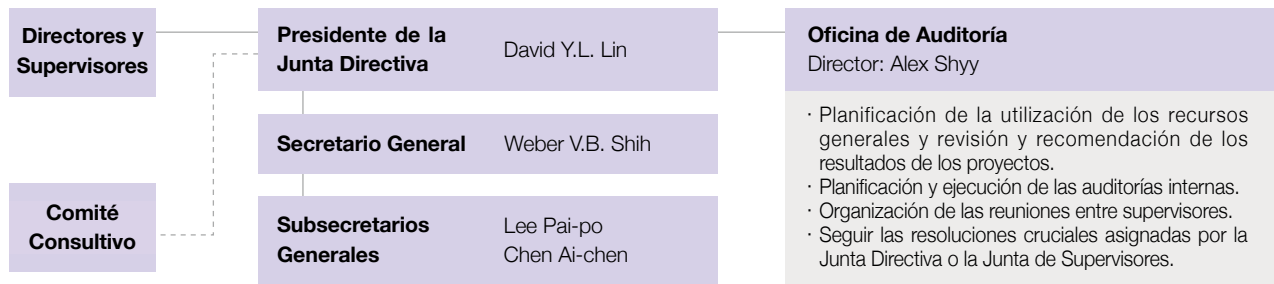 Directores y
Supervisores
Presidente de la
Junta Directiva
David Y.L. Lin
Oficina de Auditoría
Director: Alex Shyy
· Planificación de la utilización de los recursos
generales y revisión y recomendación de los
resultados de los proyectos.
· Planificación y ejecución de las auditorías internas.
· Organización de las reuniones entre supervisores.
· Seguir las resoluciones cruciales asignadas por la
Junta Directiva o la Junta de Supervisores.
Secretario General
Weber V.B. Shih
Comité
Consultivo
Subsecretarios
Generales
Lee Pai-po
Chen Ai-chen